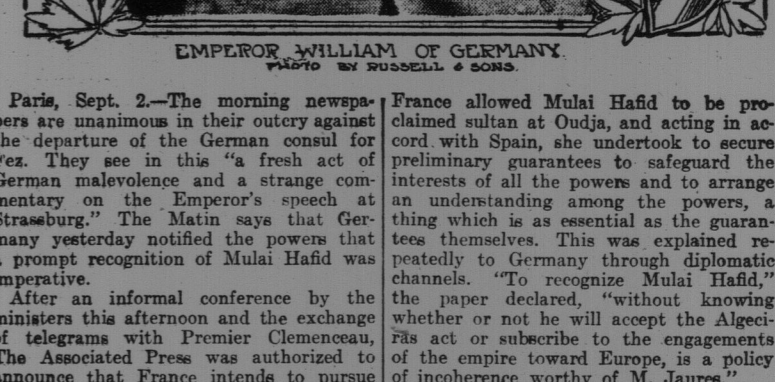 EMPEROR WILLIAM OF GERMANY.
PHOTO BY RUSSELL & SONS.
Paris, Sept. 2.—The morning newspa-
pers are unanimous in their outcry against
the departure of the German consul for
Fez. They see in this "a fresh act of
German malevolence and a strange com-
mentary on the Emperor's speech at
Strassburg." The Matin says that Ger-
many yesterday notified the powers that
a prompt recognition of Mulai Hafid was
imperative.
After an informal conference by the
ministers this afternoon and the exchange
of telegrams with Premier Clemenceau,
The Associated Press was authorized to
announce that France intends to pursue
France allowed Mulai Hafid to be pro-
claimed sultan at Oudja, and acting in ac-
cord with Spain, she undertook to secure
preliminary guarantees to safeguard the
interests of all the powers and to arrange
an understanding among the powers, a
thing which is as essential as the guaran-
tees themselves. This was explained re-
peatedly to Germany through diplomatic
channels. "To recognize Mulai Hafid,"
the paper declared, "without knowing
whether or not he will accept the Algeci-
ras act or subscribe to the engagements
of the empire toward Europe, is a policy
of incoherence worthy of M. Jaures."